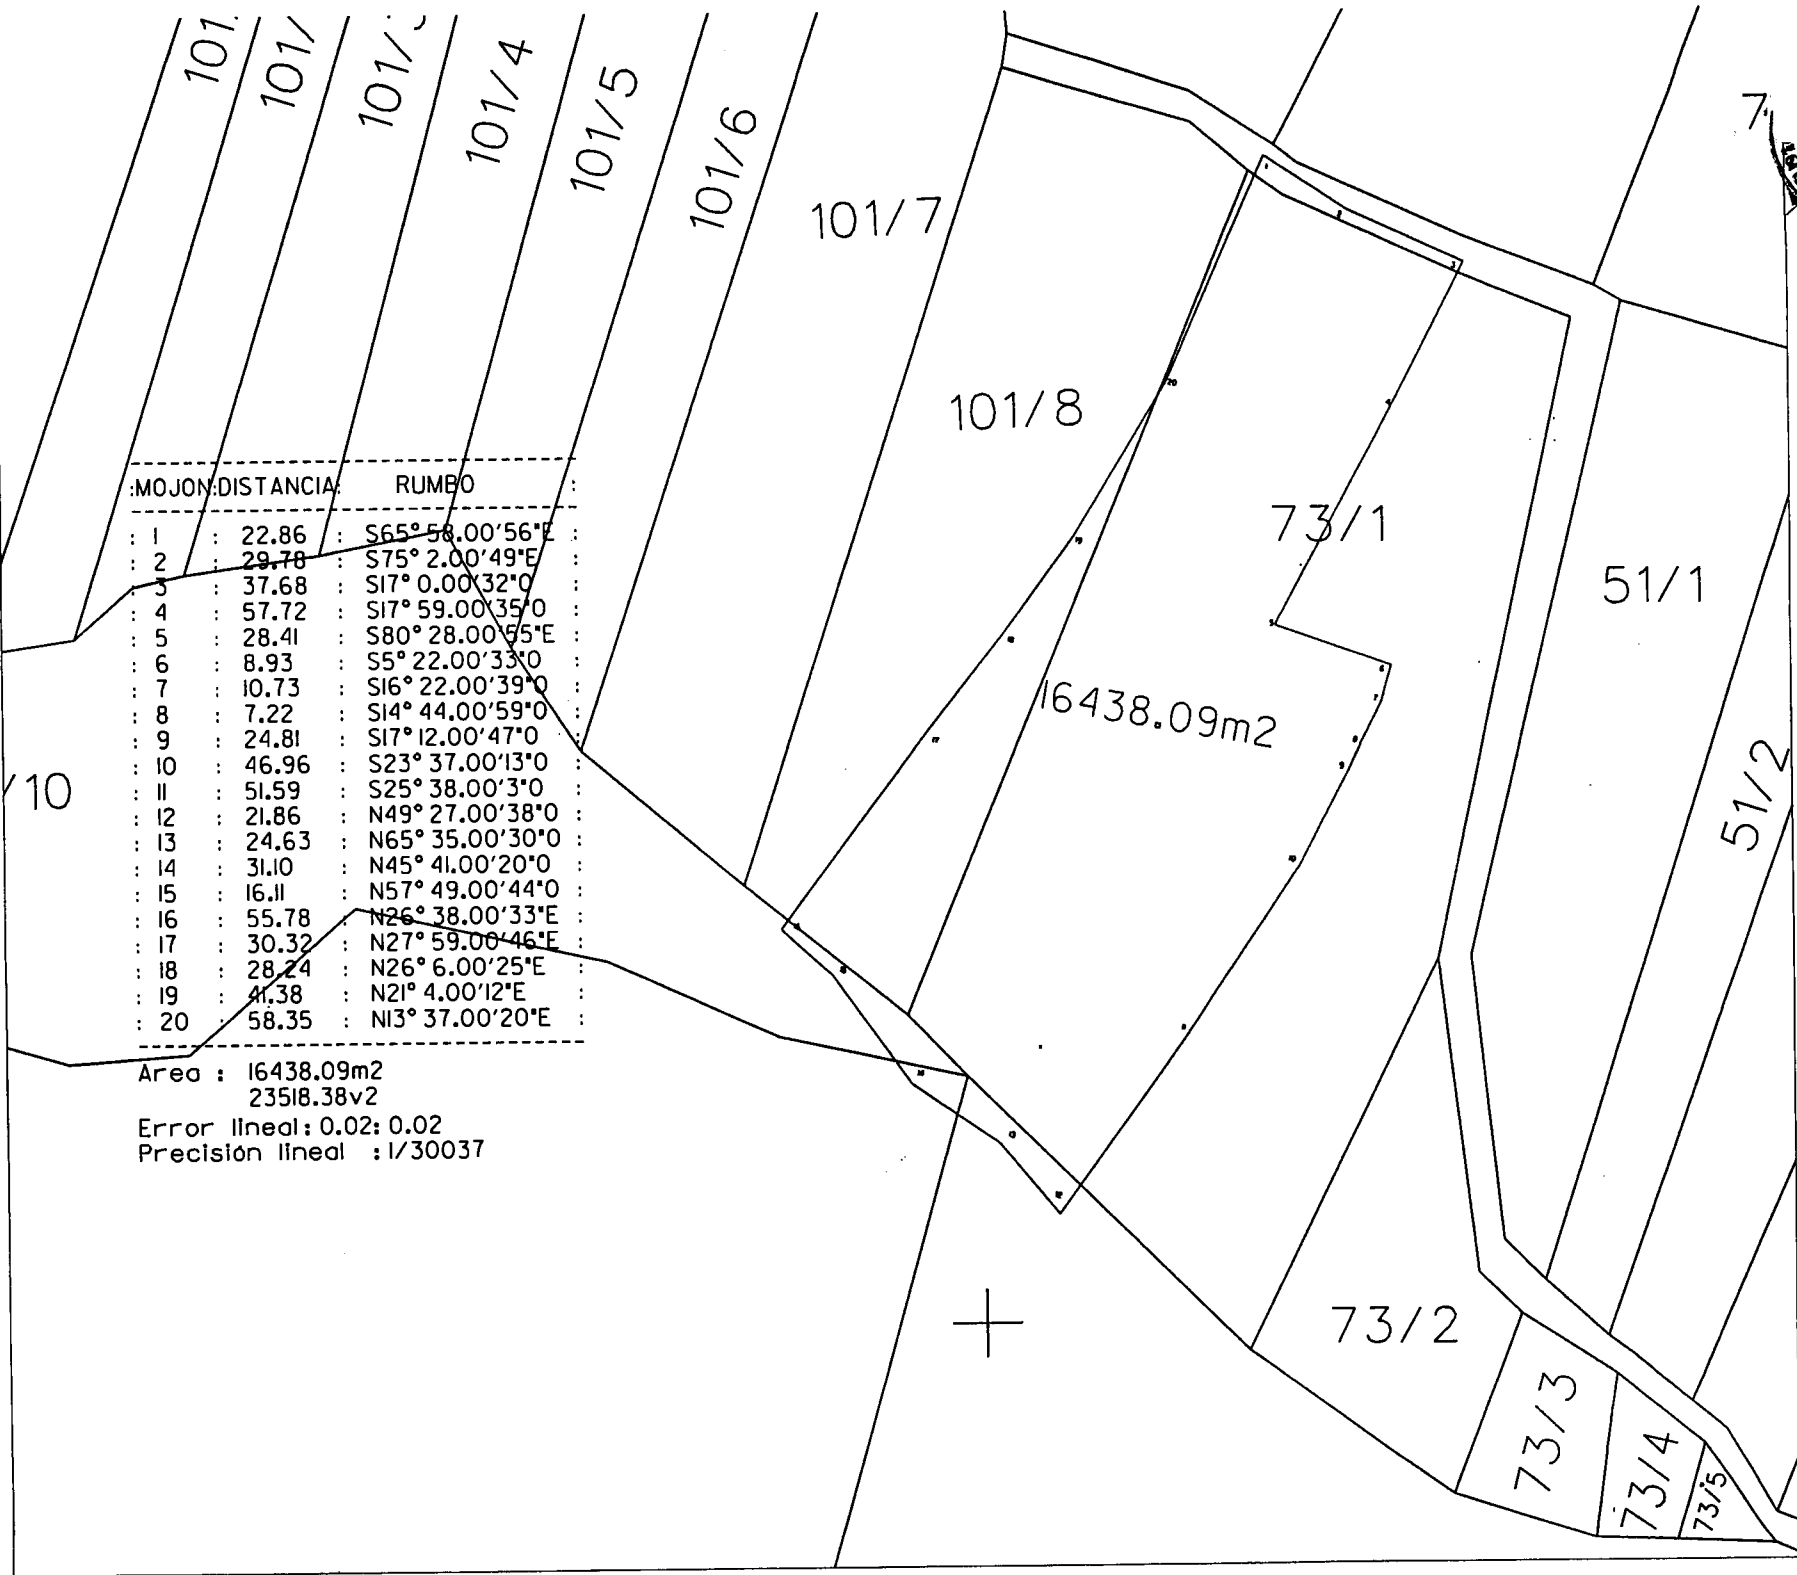 101/
101/
101/4
101/5
101/6
101/7
101/8
73/1
51/1
51/2
16438.09m2
/10
:MOJON:DISTANCIA: RUMBO :
: 1 : 22.86 : S65°58.00'56"E :
: 2 : 29.78 : S75°2.00'49"E :
: 3 : 37.68 : S17°0.00'32"O :
: 4 : 57.72 : S17°59.00'35"O :
: 5 : 28.41 : S80°28.00'55"E :
: 6 : 8.93 : S5°22.00'33"O :
: 7 : 10.73 : S16°22.00'39"O :
: 8 : 7.22 : S14°44.00'59"O :
: 9 : 24.81 : S17°12.00'47"O :
: 10 : 46.96 : S23°37.00'13"O :
: 11 : 51.59 : S25°38.00'3"O :
: 12 : 21.86 : N49°27.00'38"O :
: 13 : 24.63 : N65°35.00'30"O :
: 14 : 31.10 : N45°41.00'20"O :
: 15 : 16.11 : N57°49.00'44"O :
: 16 : 55.78 : N26°38.00'33"E :
: 17 : 30.32 : N27°59.00'46"E :
: 18 : 28.24 : N26°6.00'25"E :
: 19 : 41.38 : N21°4.00'12"E :
: 20 : 58.35 : N13°37.00'20"E :
Area : 16438.09m2
23518.38v2
Error lineal: 0.02: 0.02
Precisión lineal : 1/30037
73/2
73/3
73/4
73/5